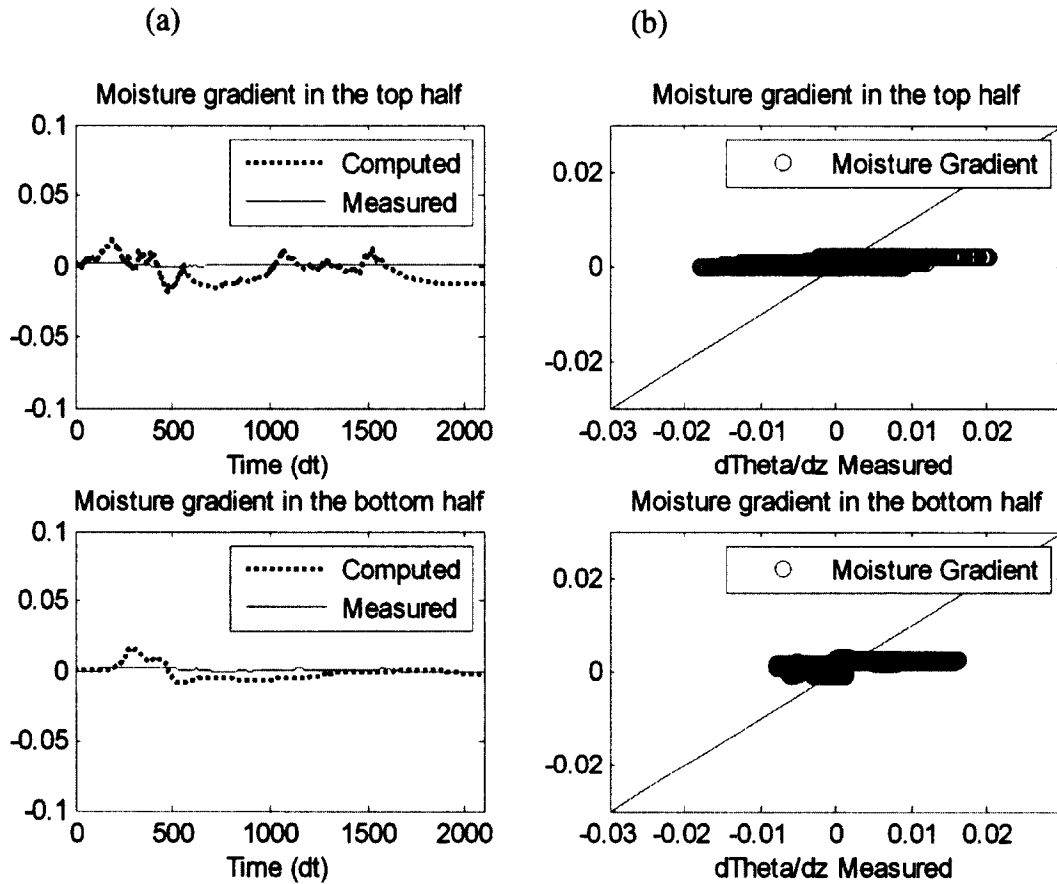 (a)
(b)
Moisture gradient in the top half
0.1
0.05
0
-0.05
-0.1
Computed
Measured
0 500 1000 1500 2000
Time (dt)
Moisture gradient in the top half
0.02
0
-0.02
Moisture Gradient
-0.03 -0.02 -0.01 0 0.01 0.02
dTheta/dz Measured
Moisture gradient in the bottom half
0.1
0.05
0
-0.05
-0.1
Computed
Measured
0 500 1000 1500 2000
Time (dt)
Moisture gradient in the bottom half
0.02
0
-0.02
Moisture Gradient
-0.03 -0.02 -0.01 0 0.01 0.02
dTheta/dz Measured